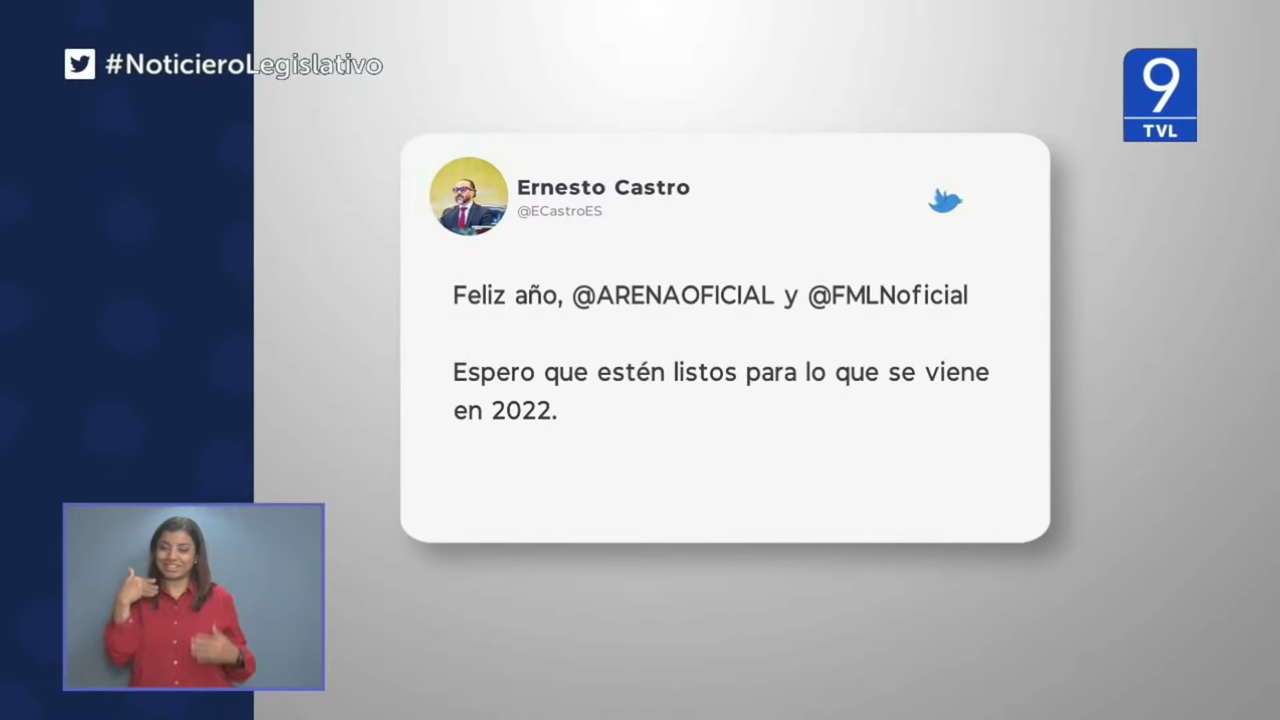 #NoticieroLegislativo
9
TVL
Ernesto Castro
@ECastroES
Feliz año, @ARENAOFICIAL y @FMLNoficial
Espero que estén listos para lo que se viene
en 2022.